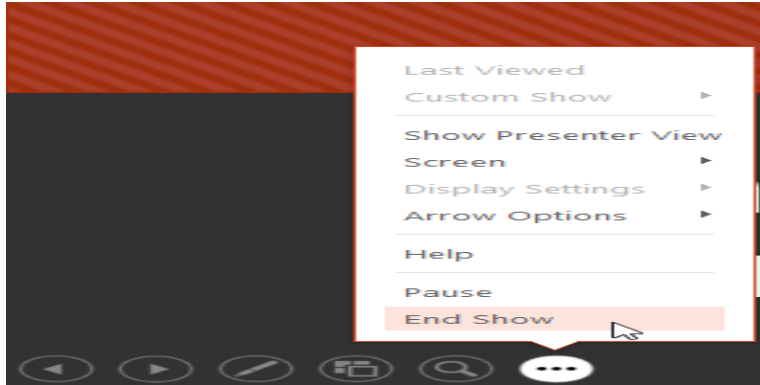 Last Viewed
Custom Show
Show Presenter View
Screen
Display Settings
Arrow Options
Help
Pause
End Show